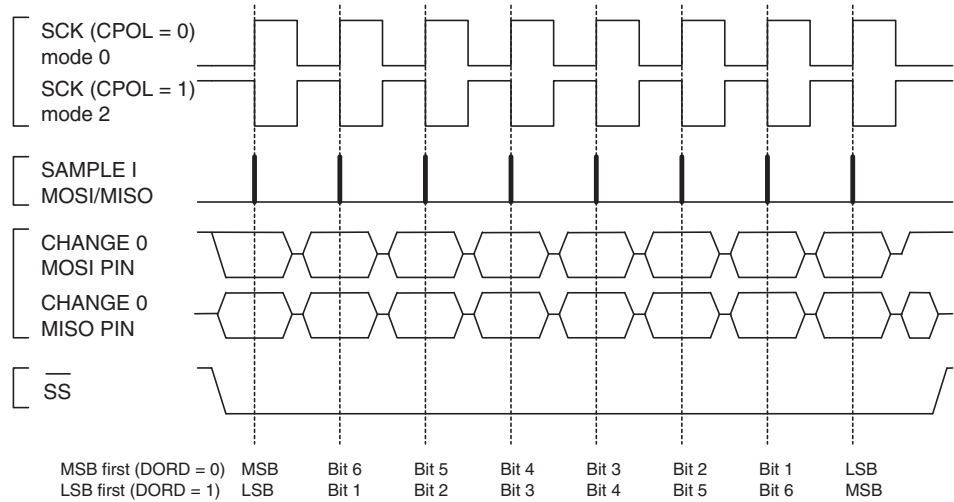 SCK (CPOL = 0)
mode 0
SCK (CPOL = 1)
mode 2
SAMPLE I
MOSI/MISO
CHANGE 0
MOSI PIN
CHANGE 0
MISO PIN
SS
MSB first (DORD = 0) MSB Bit 6 Bit 5 Bit 4 Bit 3 Bit 2 Bit 1 LSB
LSB first (DORD = 1) LSB Bit 1 Bit 2 Bit 3 Bit 4 Bit 5 Bit 6 MSB